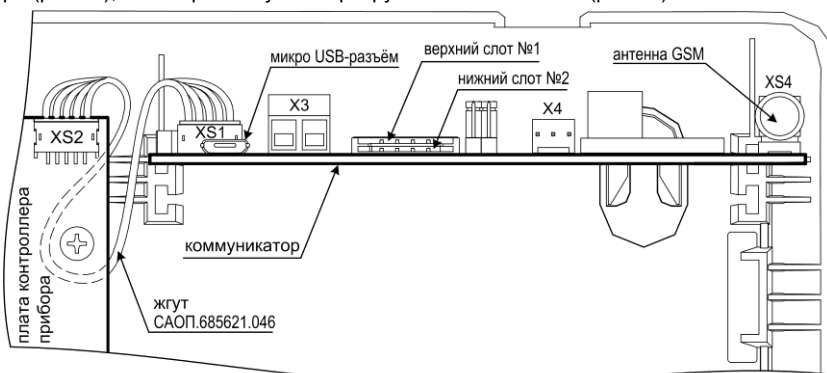 микро USB-разъём
верхний слот №1
нижний слот №2
антенна GSM
XS4
X3
X4
XS1
XS2
коммуникатор
плата контроллера
прибора
жгут
САОП.685621.046